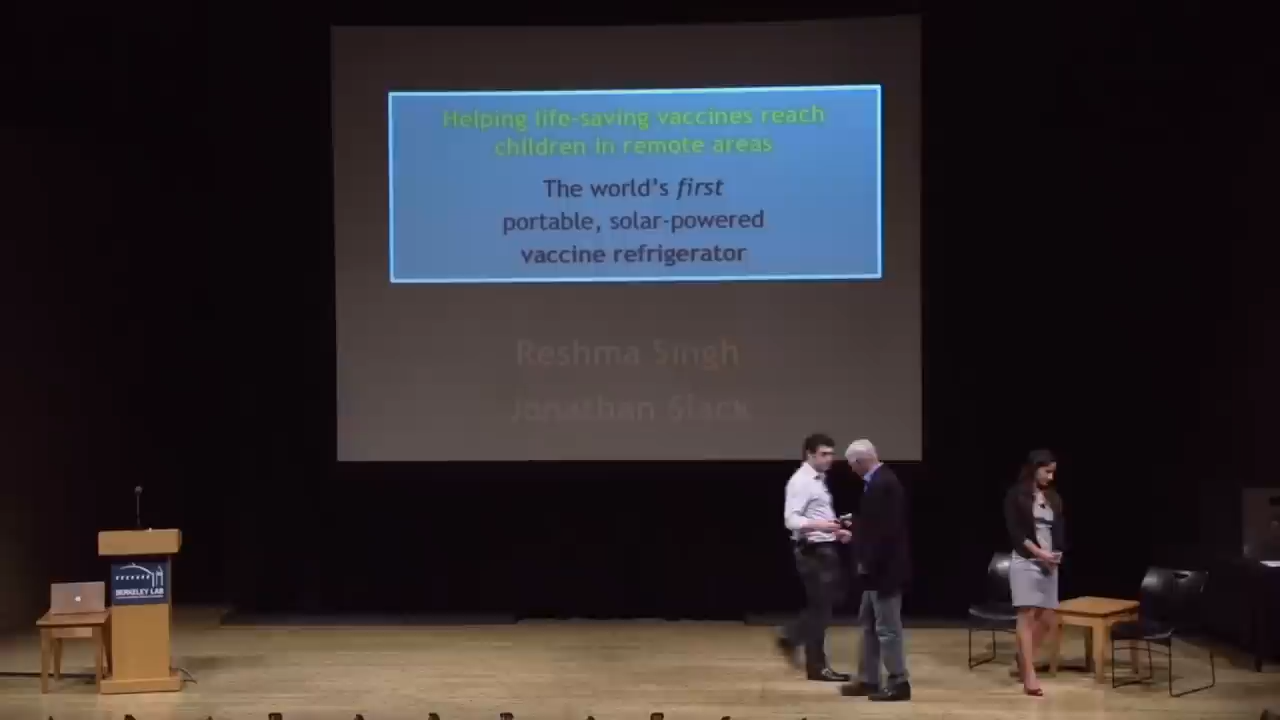 Helping life-saving vaccines reach
children in remote areas
The world's first
portable, solar-powered
vaccine refrigerator
Reshma Singh
Jonathan Slack
BERKELEY LAB